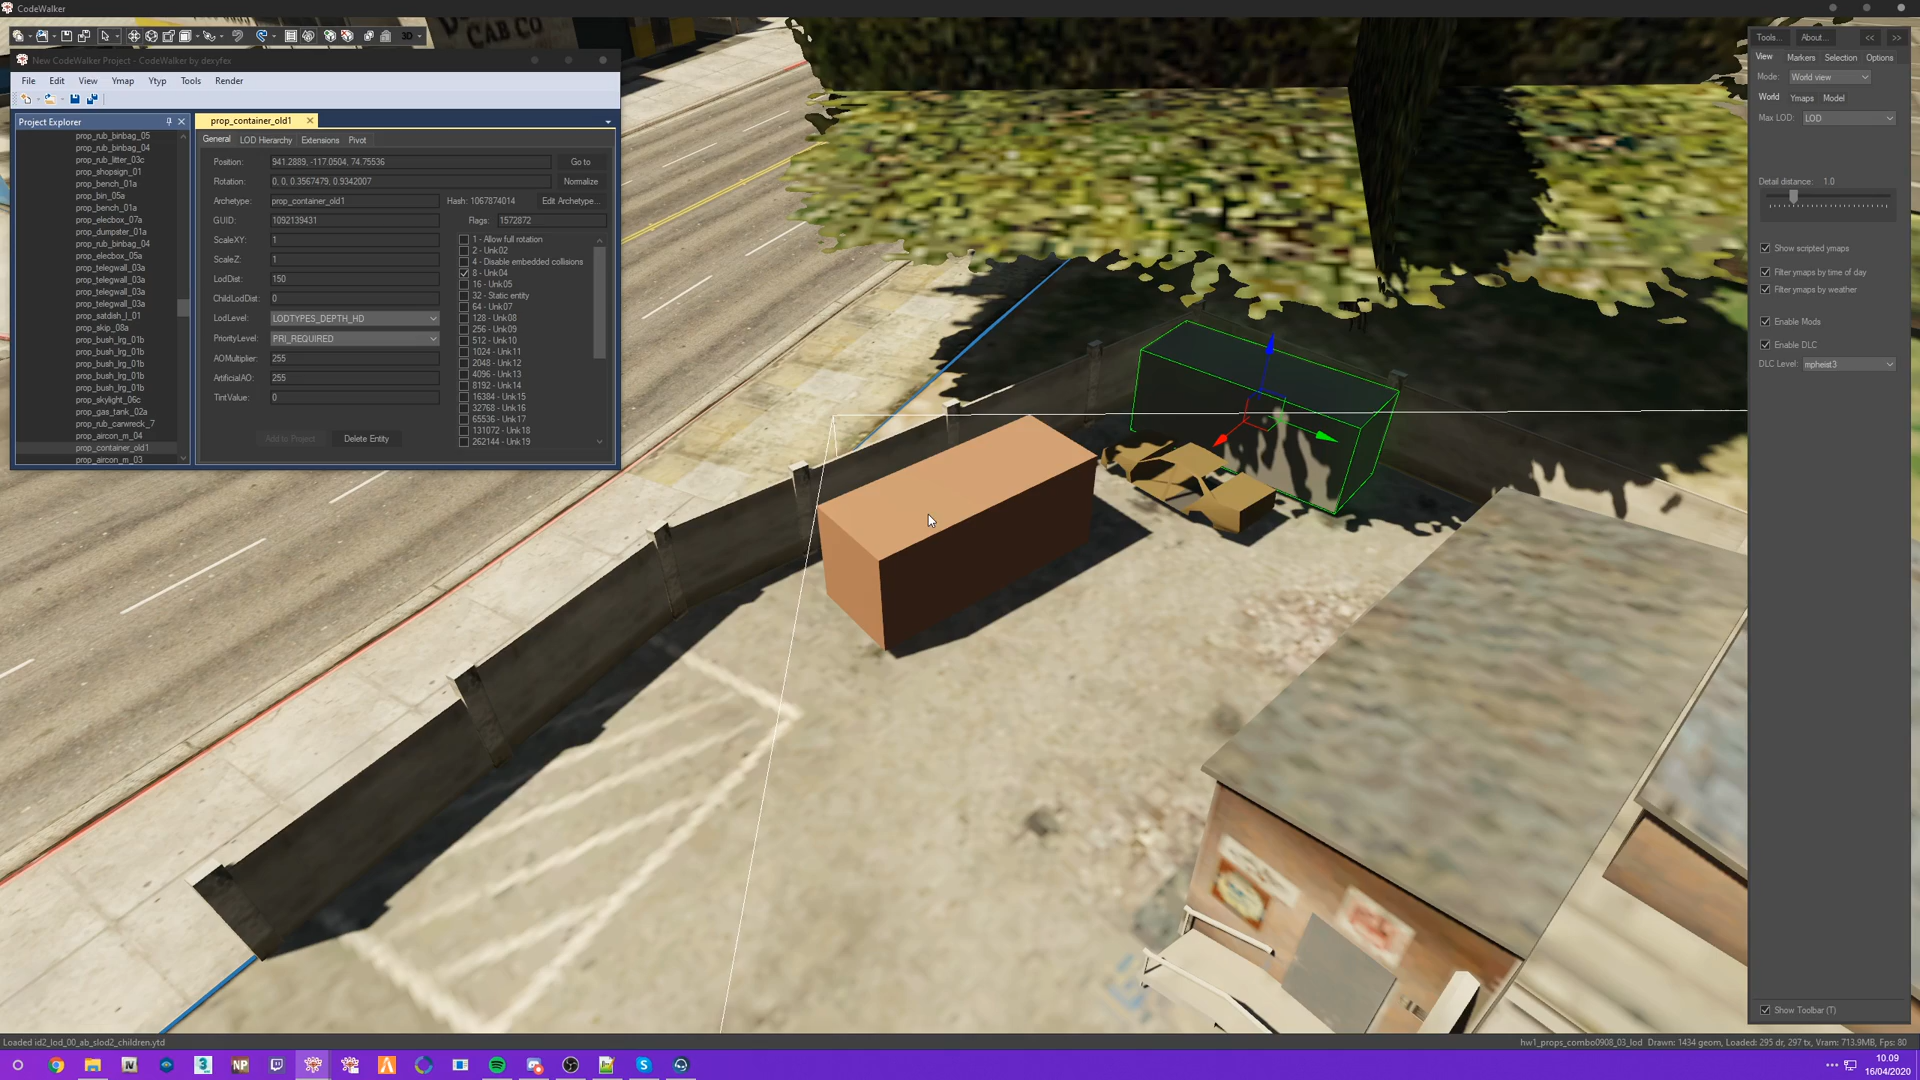 CodeWalker
CAB CO
3D
New CodeWalker Project - CodeWalker by dexyfex
File Edit View Ymap Ytyp Tools Render
Project Explorer
prop_rub_binbag_05
prop_rub_binbag_04
prop_rub_litter_03c
prop_shopsign_01
prop_bench_01a
prop_bin_05a
prop_bench_01a
prop_elecbox_07a
prop_dumpster_01a
prop_rub_binbag_04
prop_elecbox_05a
prop_telegwall_03a
prop_telegwall_03a
prop_telegwall_03a
prop_telegwall_03a
prop_satdish_l_01
prop_skip_08a
prop_bush_lrg_01b
prop_bush_lrg_01b
prop_bush_lrg_01b
prop_bush_lrg_01b
prop_bush_lrg_01b
prop_skylight_06c
prop_gas_tank_02a
prop_rub_carwreck_7
prop_aircon_m_04
prop_container_old1
prop_aircon_m_03
prop_container_old1
General LOD Hierarchy Extensions Pivot
Position: 941.2889, -117.0504, 74.75536 Go to
Rotation: 0, 0, 0.3567479, 0.9342007 Normalize
Archetype: prop_container_old1 Hash: 1067874014 Edit Archetype...
GUID: 1092139431 Flags: 1572872
ScaleXY: 1
ScaleZ: 1
LodDist: 150
ChildLodDist: 0
LodLevel: LODTYPES_DEPTH_HD
PriorityLevel: PRI_REQUIRED
AOMultiplier: 255
ArtificialAO: 255
TintValue: 0
1 - Allow full rotation
2 - Unk02
4 - Disable embedded collisions
8 - Unk04
16 - Unk05
32 - Static entity
64 - Unk07
128 - Unk08
256 - Unk09
512 - Unk10
1024 - Unk11
2048 - Unk12
4096 - Unk13
8192 - Unk14
16384 - Unk15
32768 - Unk16
65536 - Unk17
131072 - Unk18
262144 - Unk19
Add to Project Delete Entity
Tools... About... << >>
View Markers Selection Options
Mode: World view
World Ymaps Model
Max LOD: LOD
Detail distance: 1.0
Show scripted ymaps
Filter ymaps by time of day
Filter ymaps by weather
Enable Mods
Enable DLC
DLC Level: mpheist3
Show Toolbar (T)
Loaded id2_lod_00_ab_slod2_children.ytd
hw1_props_combo0908_03_lod Drawn: 1434 geom, Loaded: 295 dr, 297 tx, Vram: 713.9MB, Fps: 80
3
NP
10.09
16/04/2020